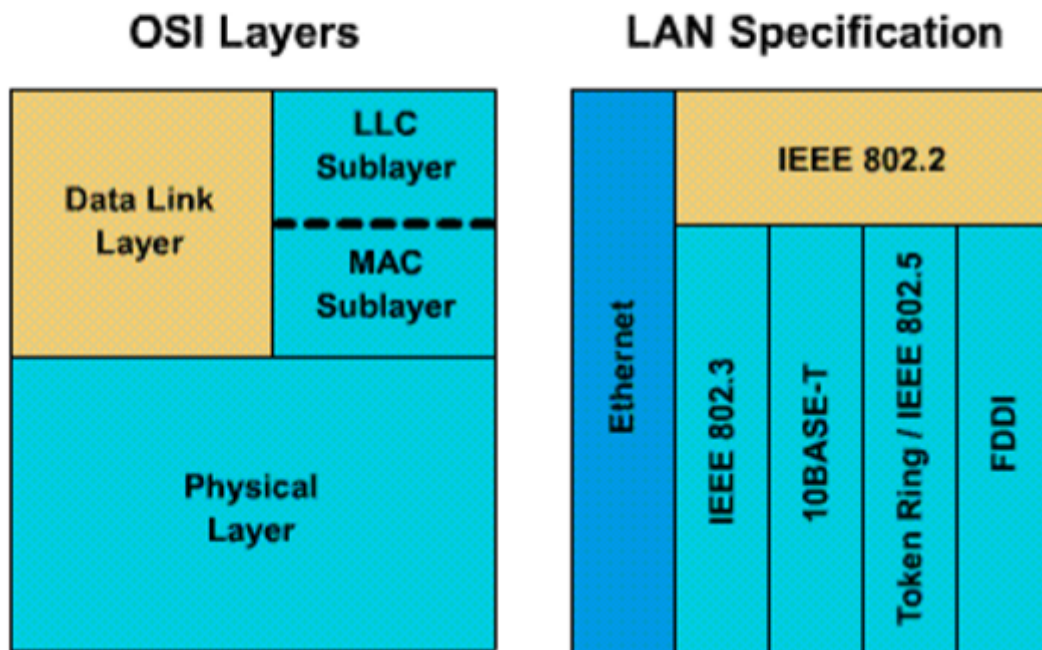 OSI Layers
LAN Specification
Data Link
Layer
LLC
Sublayer
MAC
Sublayer
Physical
Layer
Ethernet
IEEE 802.2
IEEE 802.3
10BASE-T
Token Ring / IEEE 802.5
FDDI